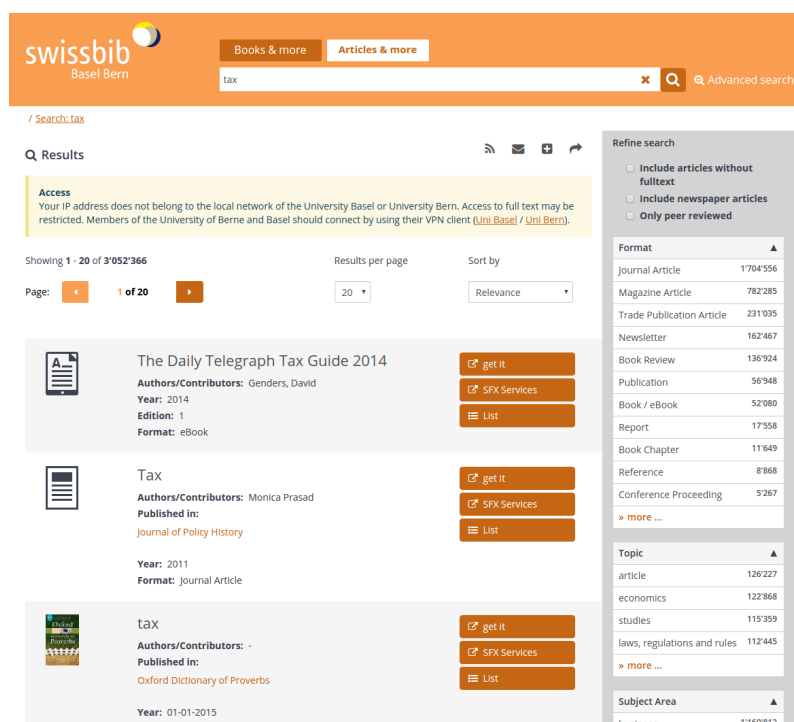 swissbib
Basel Bern
Books & more
Articles & more
tax
Advanced search
/ Search: tax
Results
Access
Your IP address does not belong to the local network of the University Basel or University Bern. Access to full text may be
restricted. Members of the University of Berne and Basel should connect by using their VPN client (Uni Basel / Uni Bern).
Showing 1 - 20 of 3'052'366
Results per page
Sort by
Page:
1 of 20
20
Relevance
The Daily Telegraph Tax Guide 2014
Authors/Contributors: Genders, David
Year: 2014
Edition: 1
Format: eBook
get it
SFX Services
List
Tax
Authors/Contributors: Monica Prasad
Published in:
Journal of Policy History
Year: 2011
Format: Journal Article
get it
SFX Services
List
Oxford
Proverbs
tax
Authors/Contributors: -
Published in:
Oxford Dictionary of Proverbs
Year: 01-01-2015
get it
SFX Services
List
Refine search
Include articles without
fulltext
Include newspaper articles
Only peer reviewed
Format
Journal Article 1'704'556
Magazine Article 782'285
Trade Publication Article 231'035
Newsletter 162'467
Book Review 136'924
Publication 56'948
Book / eBook 52'080
Report 17'558
Book Chapter 11'649
Reference 8'868
Conference Proceeding 5'267
» more ...
Topic
article 126'227
economics 122'868
studies 115'359
laws, regulations and rules 112'445
» more ...
Subject Area